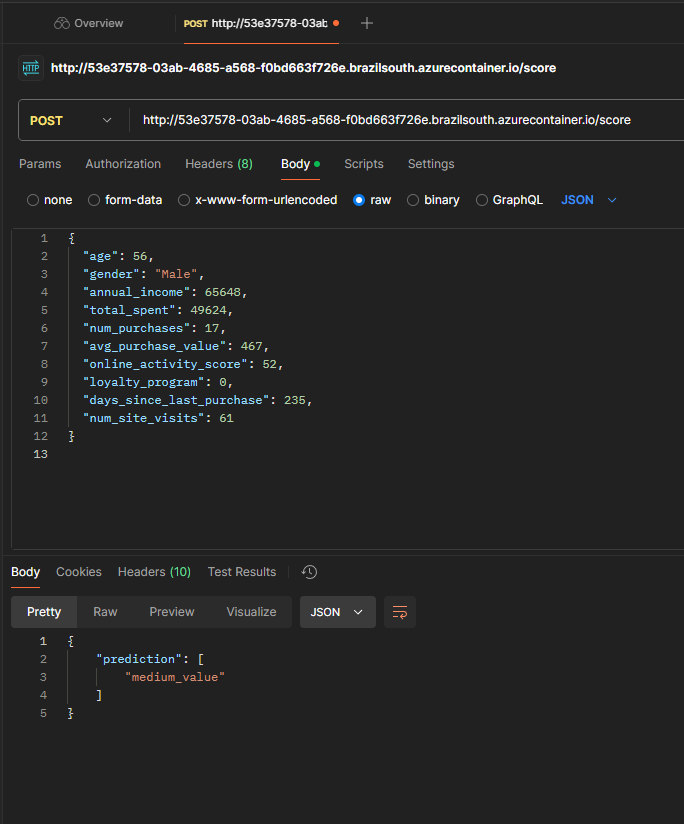 Overview POST http://53e37578-03ab
HTTP http://53e37578-03ab-4685-a568-f0bd663f726e.brazilsouth.azurecontainer.io/score
POST http://53e37578-03ab-4685-a568-f0bd663f726e.brazilsouth.azurecontainer.io/score
Params Authorization Headers (8) Body Scripts Settings
none form-data x-www-form-urlencoded raw binary GraphQL JSON
1 {
2 "age": 56,
3 "gender": "Male",
4 "annual_income": 65648,
5 "total_spent": 49624,
6 "num_purchases": 17,
7 "avg_purchase_value": 467,
8 "online_activity_score": 52,
9 "loyalty_program": 0,
10 "days_since_last_purchase": 235,
11 "num_site_visits": 61
12 }
13
Body Cookies Headers (10) Test Results
Pretty Raw Preview Visualize JSON
1 {
2 "prediction": [
3 "medium_value"
4 ]
5 }